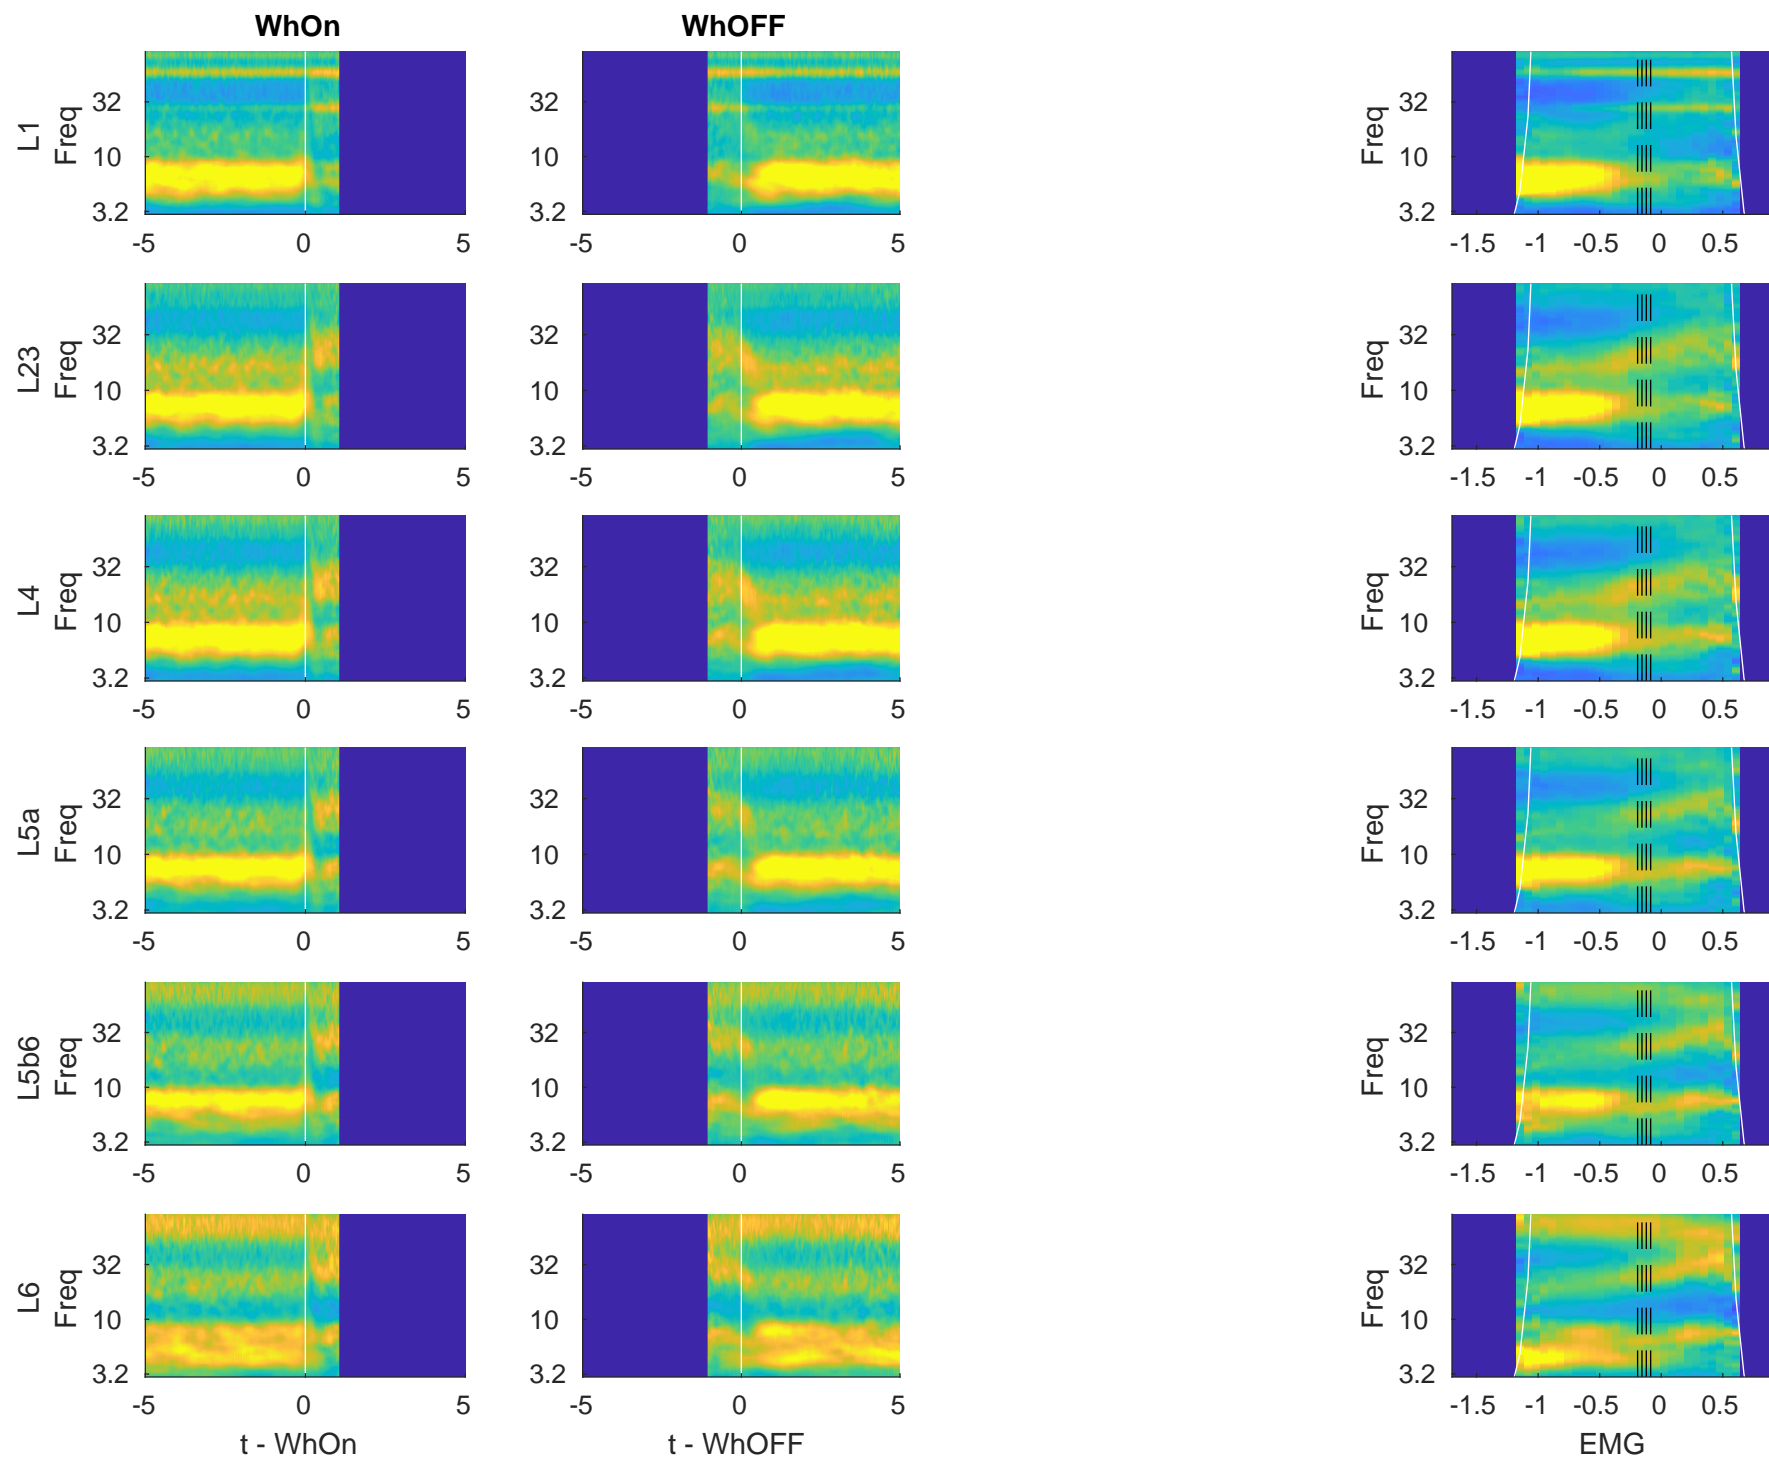 WhOn WhOFF
L1 Freq 32 10 3.2 Freq 32 10 3.2
-5 0 5 -5 0 5 -1.5 -1 -0.5 0 0.5
L23 Freq 32 10 3.2 32 10 3.2 Freq 32 10 3.2
-5 0 5 -5 0 5 -1.5 -1 -0.5 0 0.5
L4 Freq 32 10 3.2 32 10 3.2 Freq 32 10 3.2
-5 0 5 -5 0 5 -1.5 -1 -0.5 0 0.5
L5a Freq 32 10 3.2 32 10 3.2 Freq 32 10 3.2
-5 0 5 -5 0 5 -1.5 -1 -0.5 0 0.5
L5b6 Freq 32 10 3.2 32 10 3.2 Freq 32 10 3.2
-5 0 5 -5 0 5 -1.5 -1 -0.5 0 0.5
L6 Freq 32 10 3.2 32 10 3.2 Freq 32 10 3.2
-5 0 5 -5 0 5 -1.5 -1 -0.5 0 0.5
t - WhOn t - WhOFF EMG